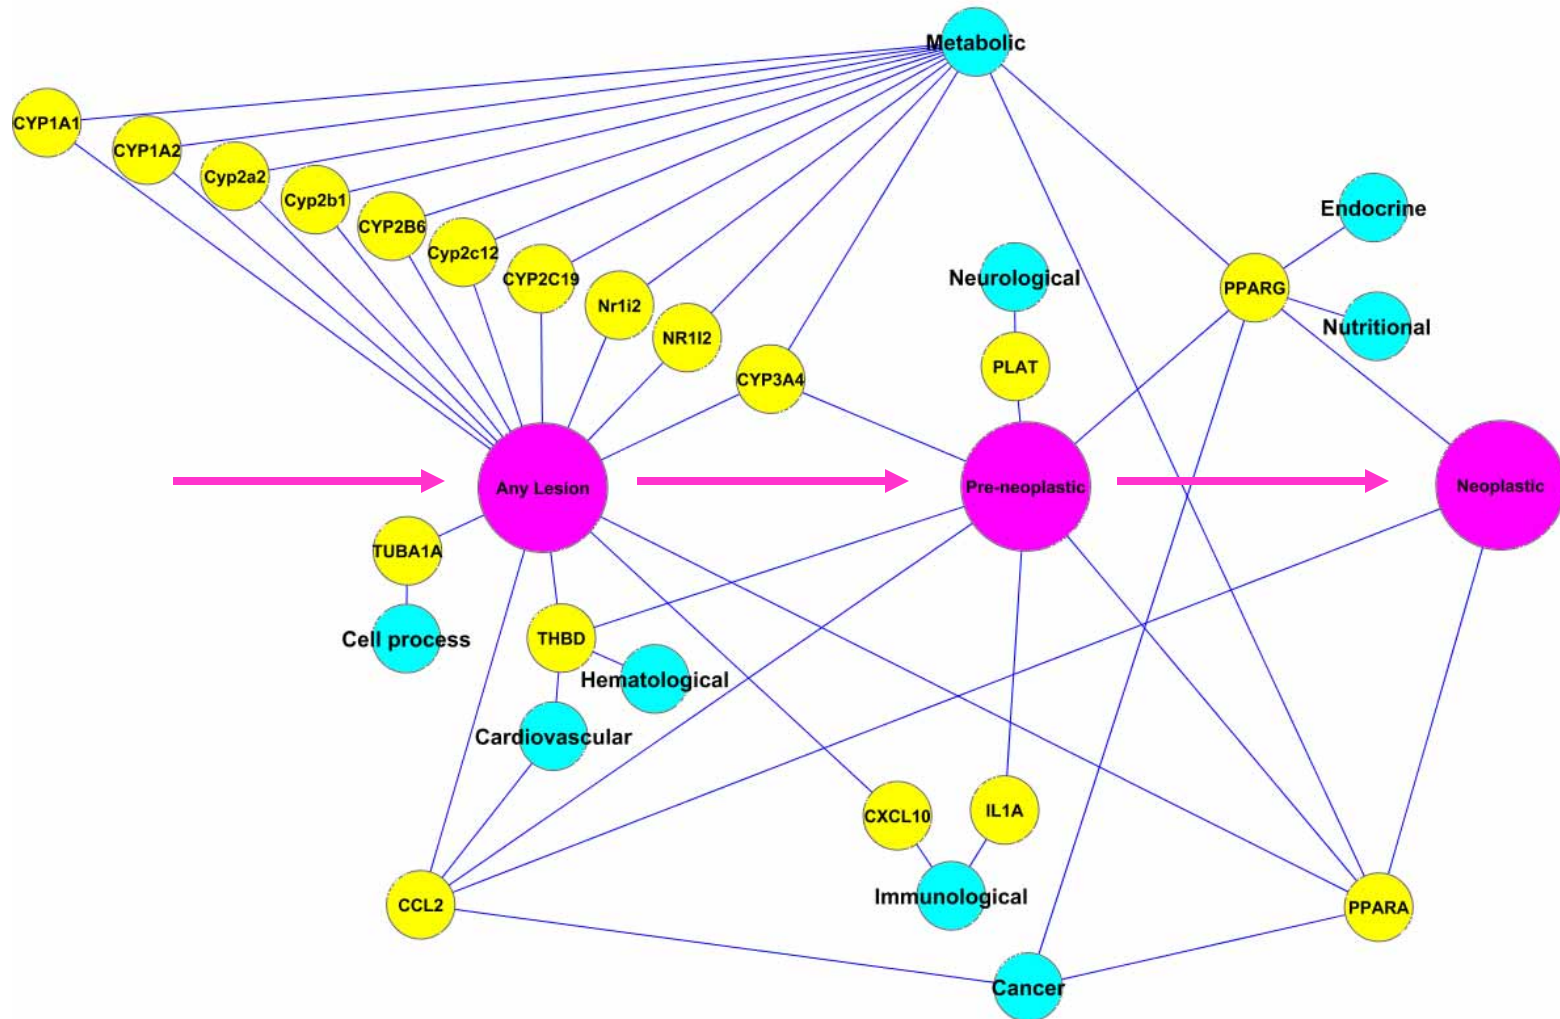 Metabolic
CYP1A1
CYP1A2
Cyp2a2
Cyp2b1
CYP2B6
Cyp2c12
CYP2C19
Nr1i2
NR1I2
CYP3A4
Endocrine
Neurological
PPARG
Nutritional
PLAT
Any Lesion
Pre-neoplastic
Neoplastic
TUBA1A
Cell process
THBD
Hematological
Cardiovascular
CXCL10
IL1A
Immunological
CCL2
PPARA
Cancer